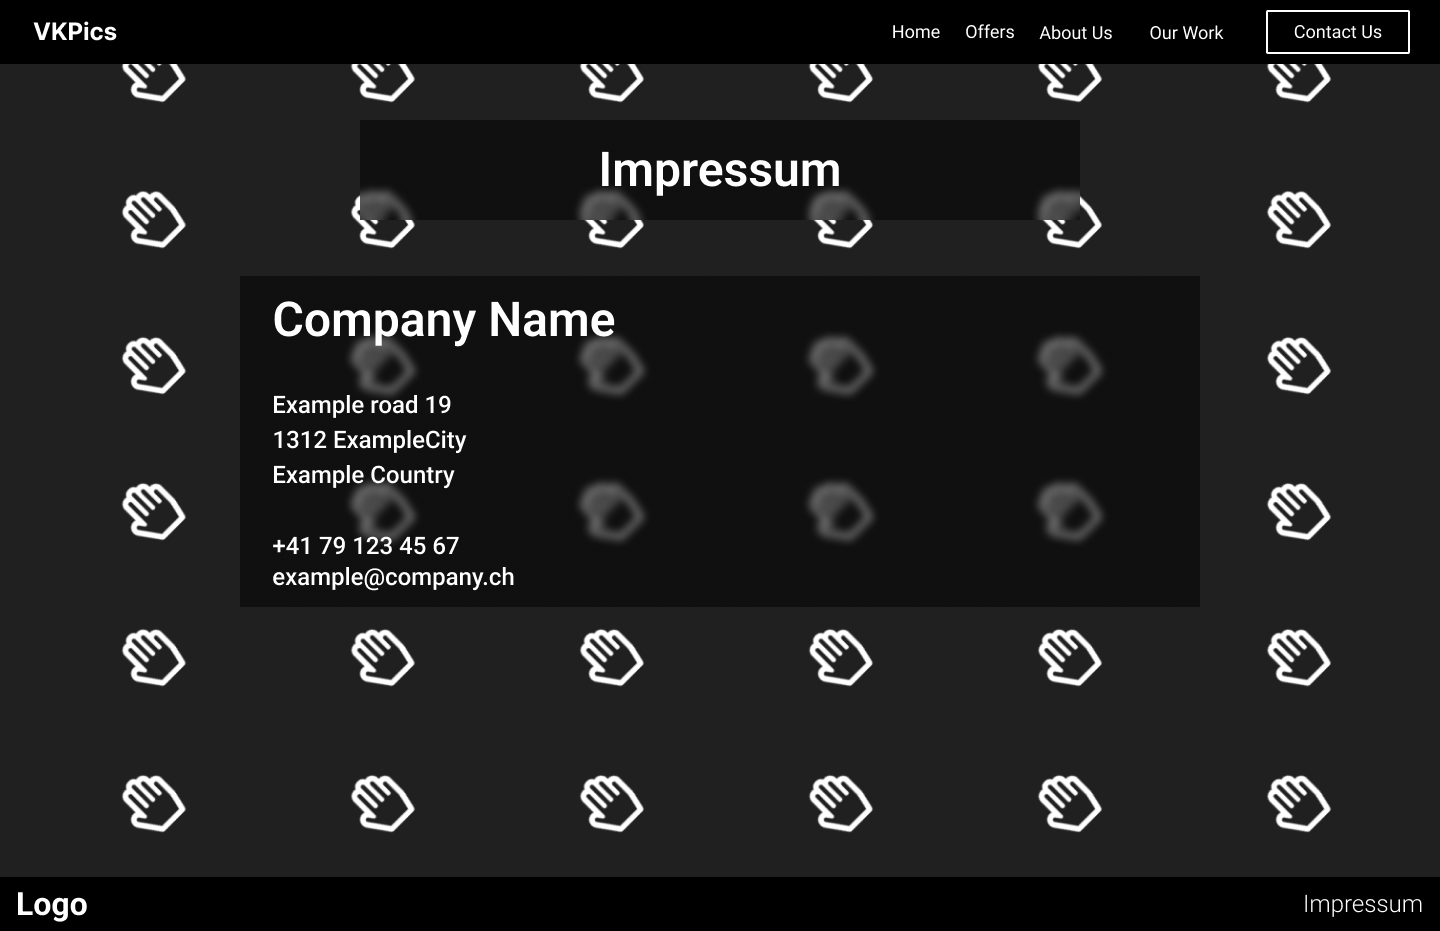 VKPics
Home Offers About Us Our Work Contact Us
Impressum
Company Name
Example road 19
1312 ExampleCity
Example Country
+41 79 123 45 67
example@company.ch
Logo
Impressum